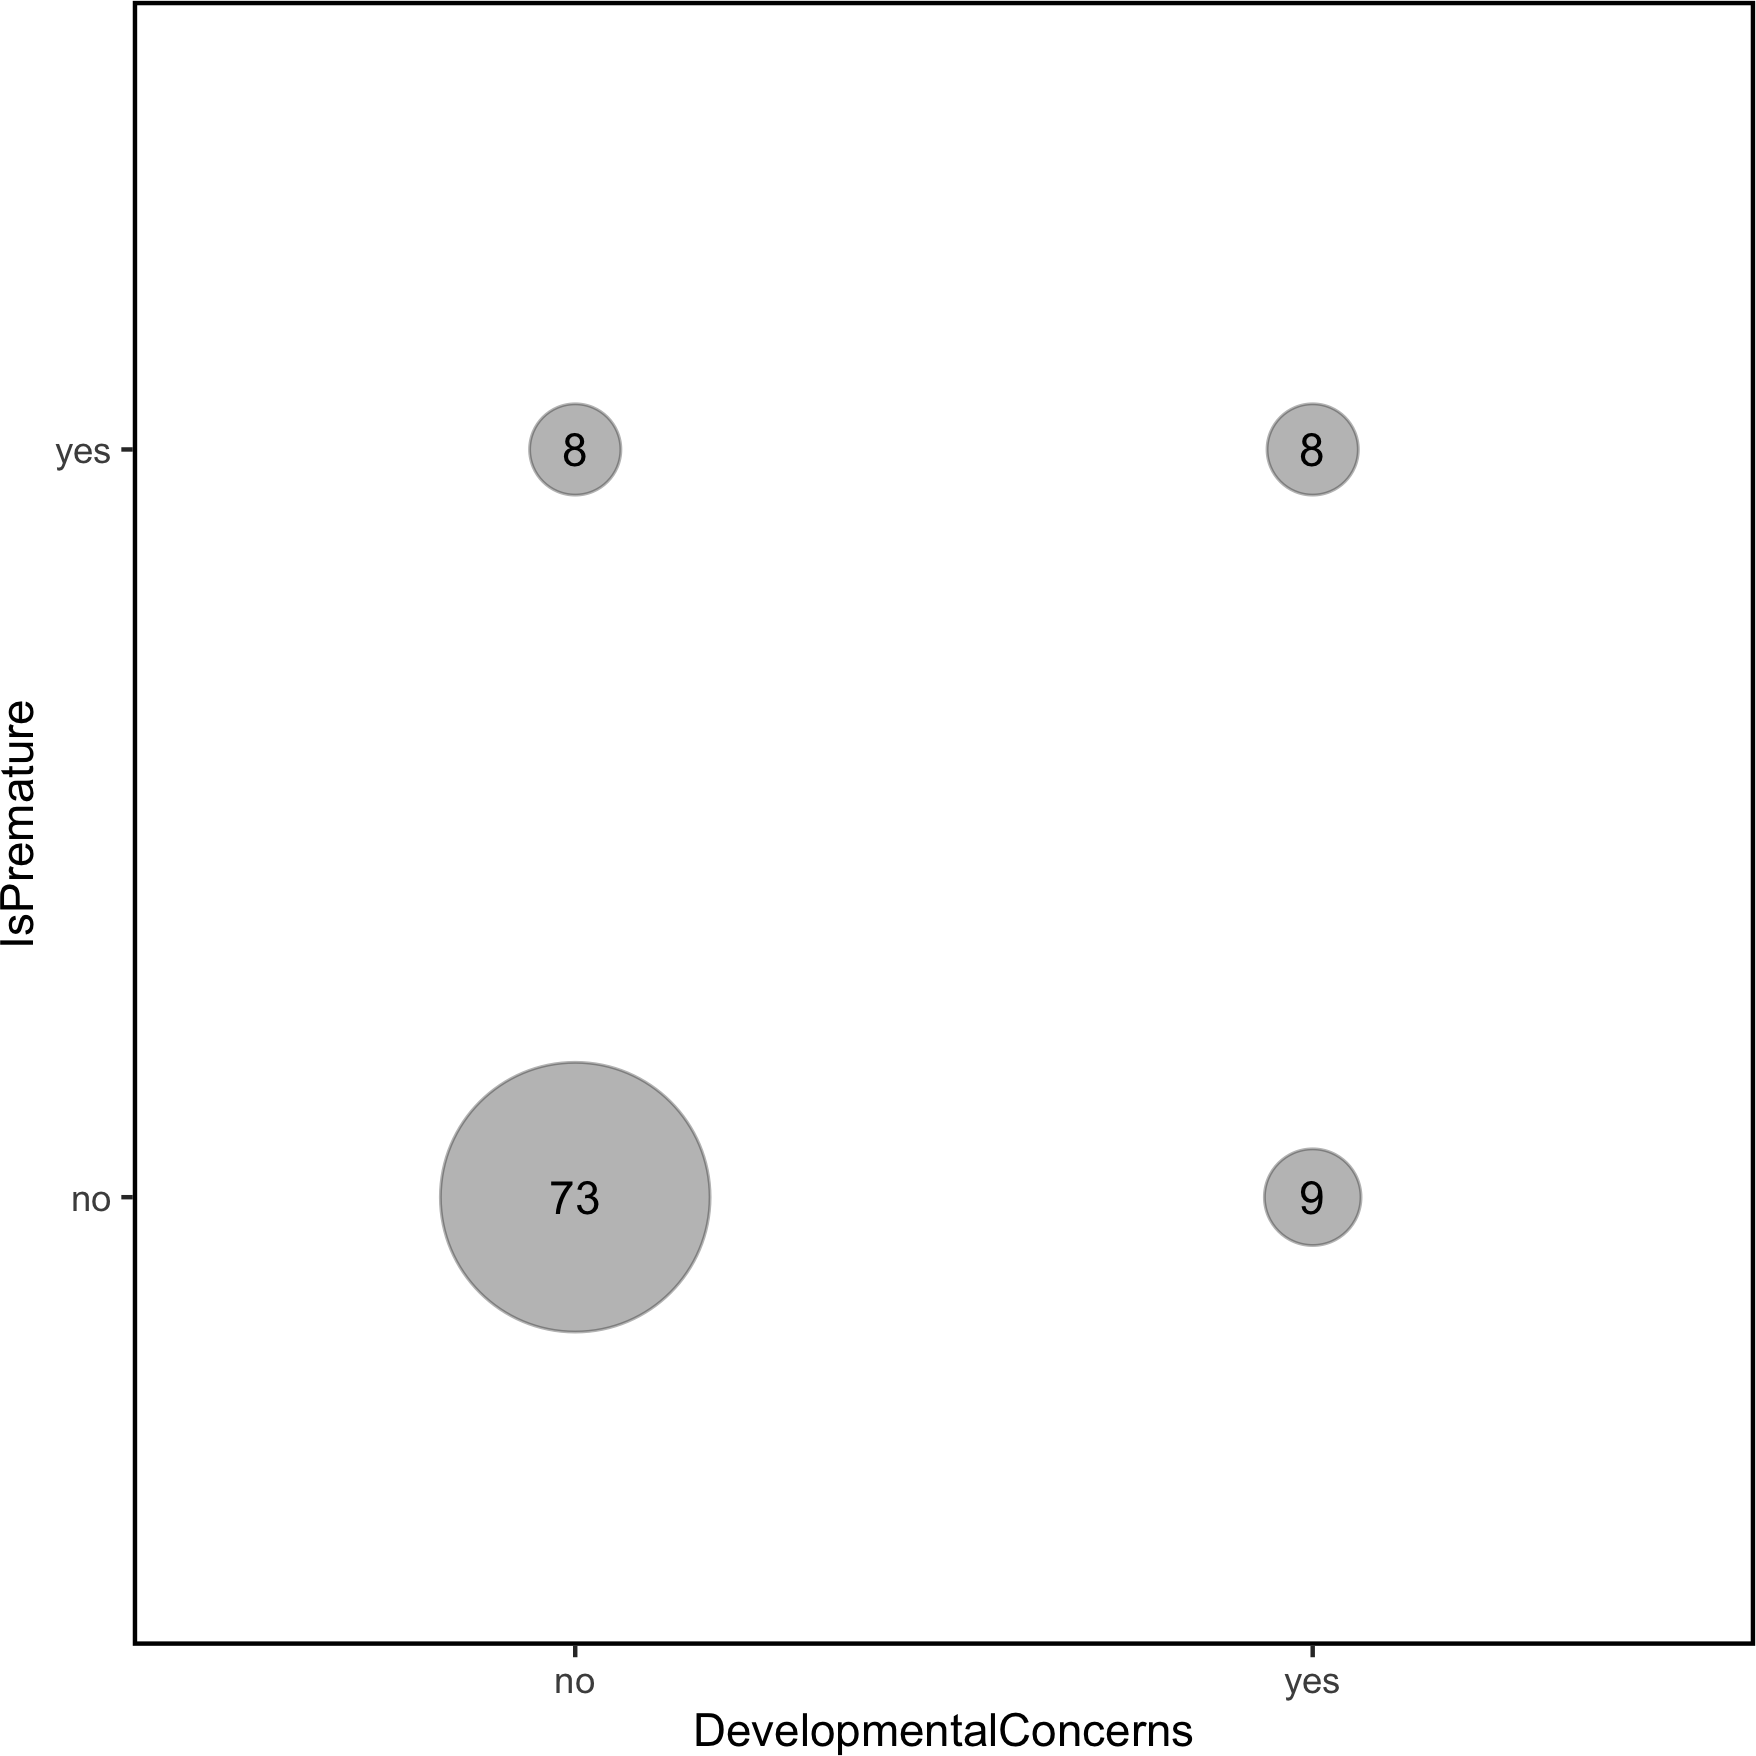 IsPremature
yes
8
8
no
73
9
no
yes
DevelopmentalConcerns